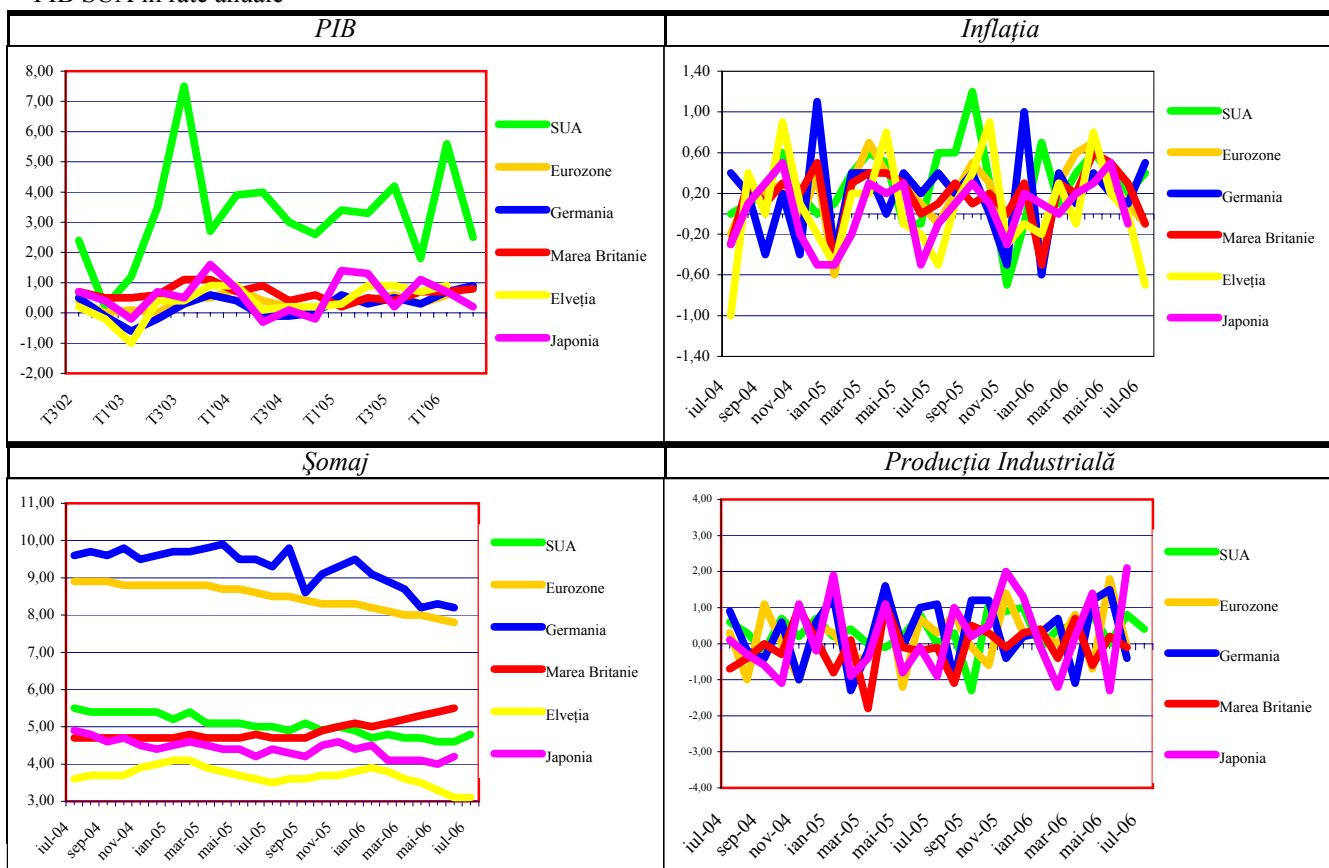 PIB SUA în rate anuale
PIB
Inflația
8,00
7,00
6,00
5,00
4,00
3,00
2,00
1,00
0,00
-1,00
-2,00
T3'02
T1'03
T3'03
T1'04
T3'04
T1'05
T3'05
T1'06
SUA
Eurozone
Germania
Marea Britanie
Elveția
Japonia
1,40
1,00
0,60
0,20
-0,20
-0,60
-1,00
-1,40
iul-04
sep-04
nov-04
ian-05
mar-05
mai-05
iul-05
sep-05
nov-05
ian-06
mar-06
mai-06
iul-06
SUA
Eurozone
Germania
Marea Britanie
Elveția
Japonia
Şomaj
Producția Industrială
11,00
10,00
9,00
8,00
7,00
6,00
5,00
4,00
3,00
iul-04
sep-04
nov-04
ian-05
mar-05
mai-05
iul-05
sep-05
nov-05
ian-06
mar-06
mai-06
iul-06
SUA
Eurozone
Germania
Marea Britanie
Elveția
Japonia
4,00
3,00
2,00
1,00
0,00
-1,00
-2,00
-3,00
-4,00
iul-04
sep-04
nov-04
ian-05
mar-05
mai-05
iul-05
sep-05
nov-05
ian-06
mar-06
mai-06
iul-06
SUA
Eurozone
Germania
Marea Britanie
Japonia